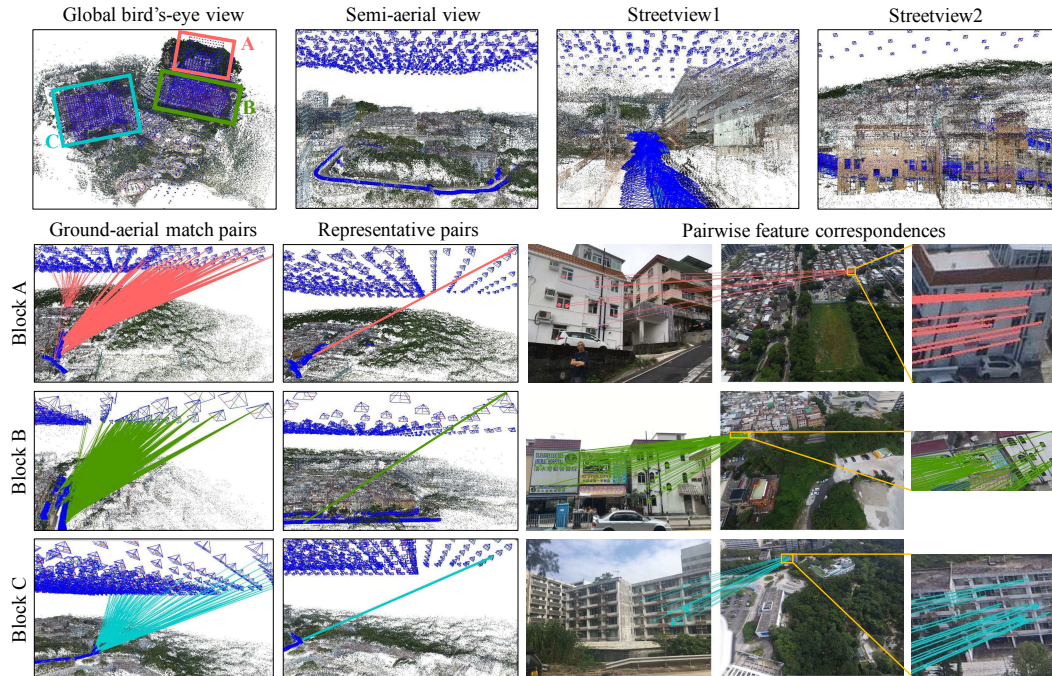 Global bird's-eye view
Semi-aerial view
Streetview1
Streetview2
A
B
C
Ground-aerial match pairs
Representative pairs
Pairwise feature correspondences
Block A
Block B
Block C